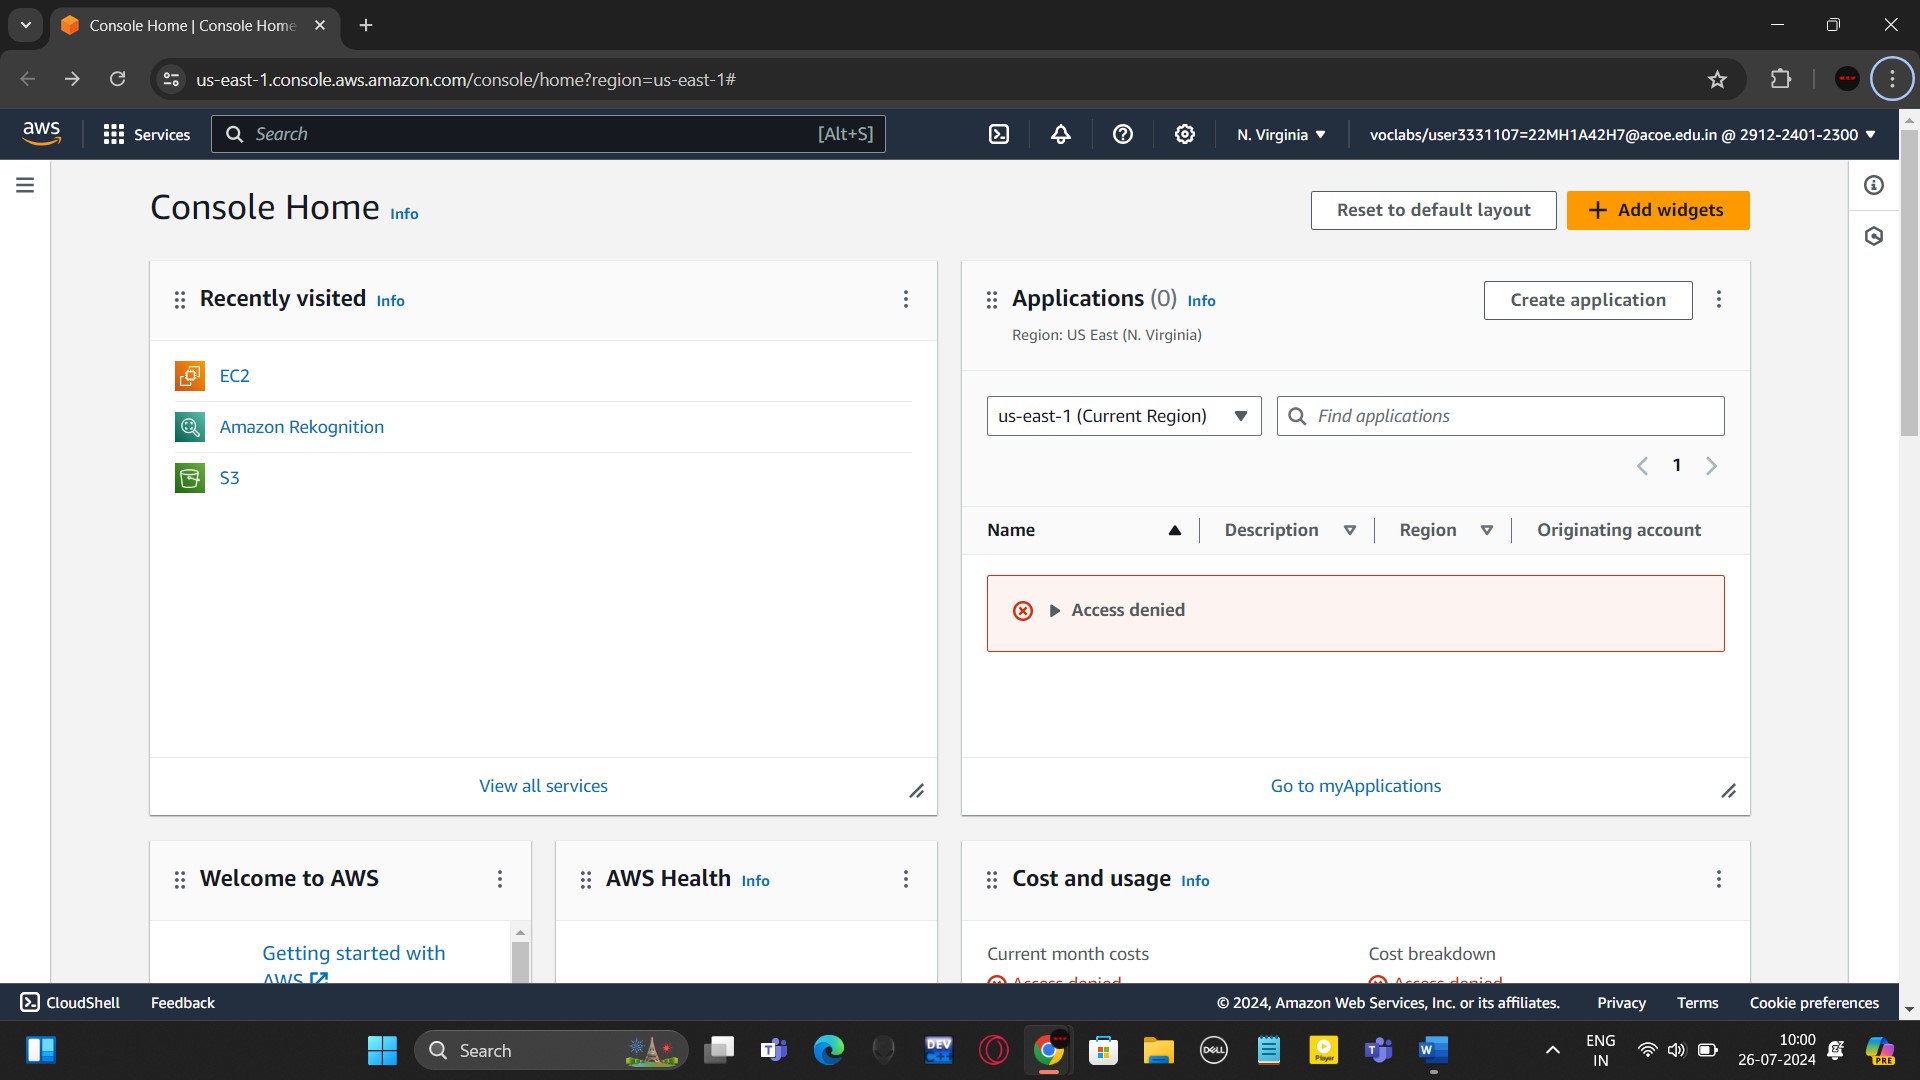 Console Home | Console Home
us-east-1.console.aws.amazon.com/console/home?region=us-east-1#
aws
Services
Search
[Alt+S]
N. Virginia
voclabs/user3331107=22MH1A42H7@acoe.edu.in @ 2912-2401-2300
Console Home Info
Reset to default layout
Add widgets
Recently visited Info
EC2
Amazon Rekognition
S3
View all services
Applications (0) Info
Region: US East (N. Virginia)
Create application
us-east-1 (Current Region)
Find applications
1
Name
Description
Region
Originating account
Access denied
Go to myApplications
Welcome to AWS
Getting started with
AWS
AWS Health Info
Cost and usage Info
Current month costs
Access denied
Cost breakdown
Access denied
CloudShell
Feedback
© 2024, Amazon Web Services, Inc. or its affiliates.
Privacy
Terms
Cookie preferences
Search
DEV
C++
DELL
Player
ENG
IN
10:00
26-07-2024
PRE